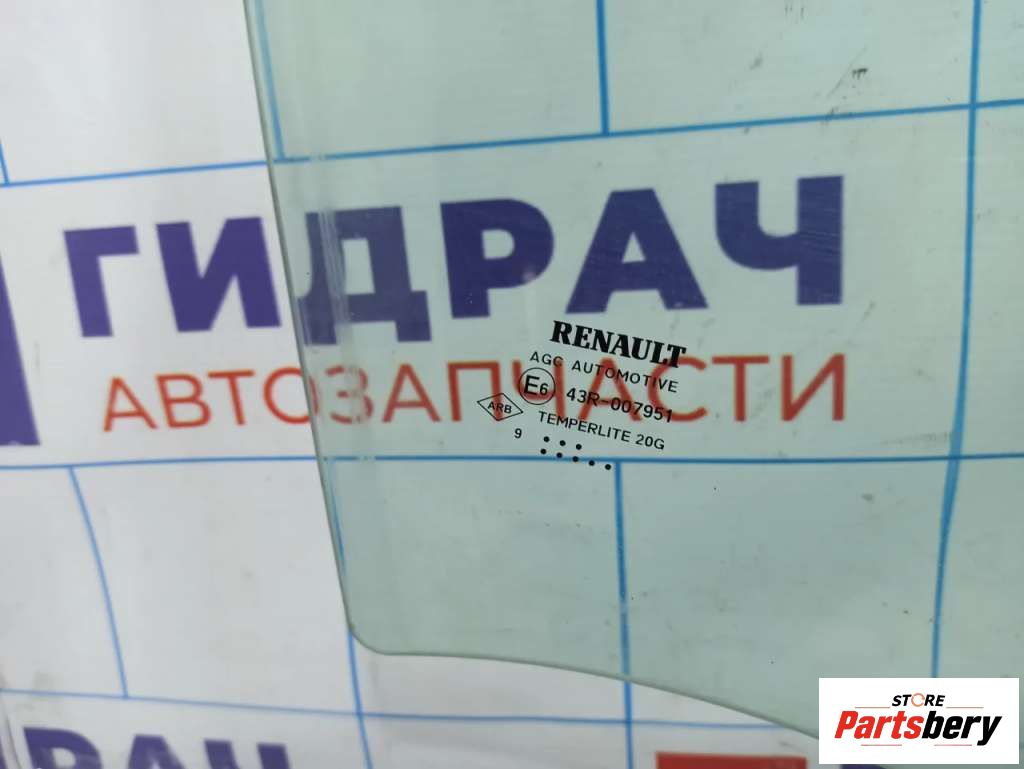 ГИДРАЧ
АВТОЗАПЧАСТИ
RENAULT
AGC AUTOMOTIVE
E6 43R-007951
ARB
TEMPERLITE 20G
9
STORE
Partsbery